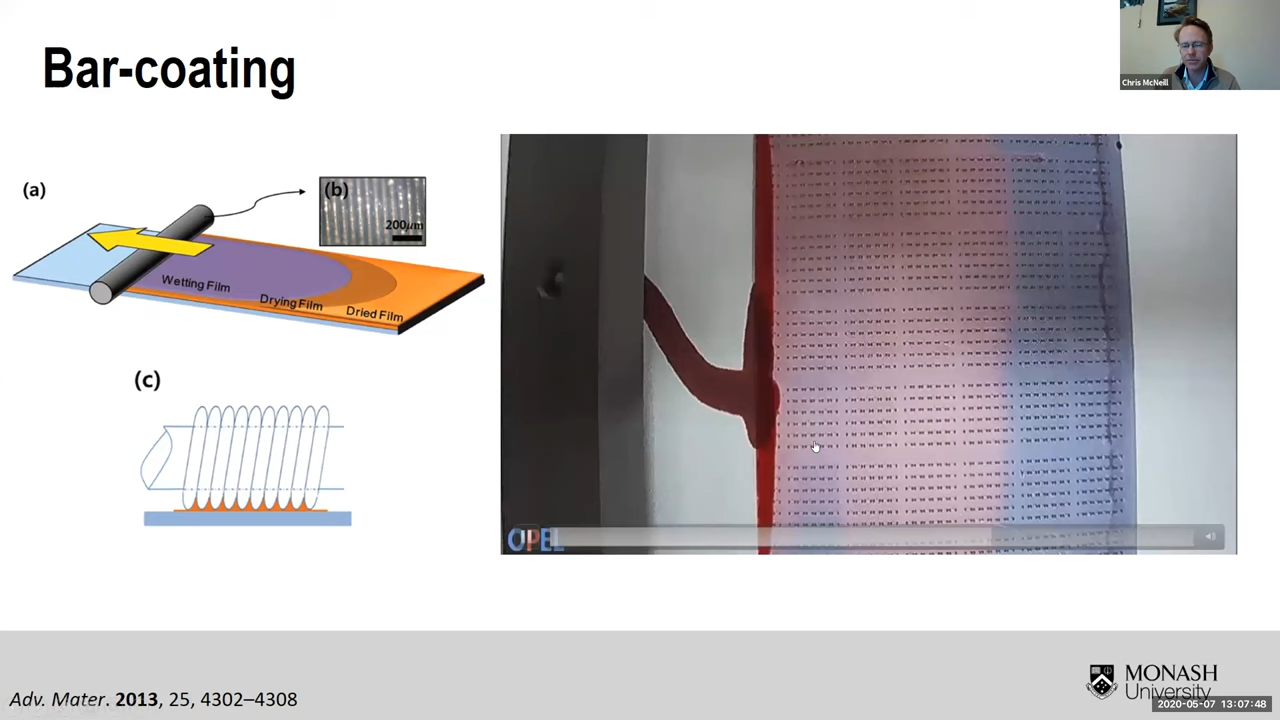 Bar-coating
Chris McNeill
(a)
(b)
200μm
Wetting Film
Drying Film
Dried Film
(c)
OPEL
Adv. Mater. 2013, 25, 4302–4308
MONASH
University
2020-05-07 13:07:48